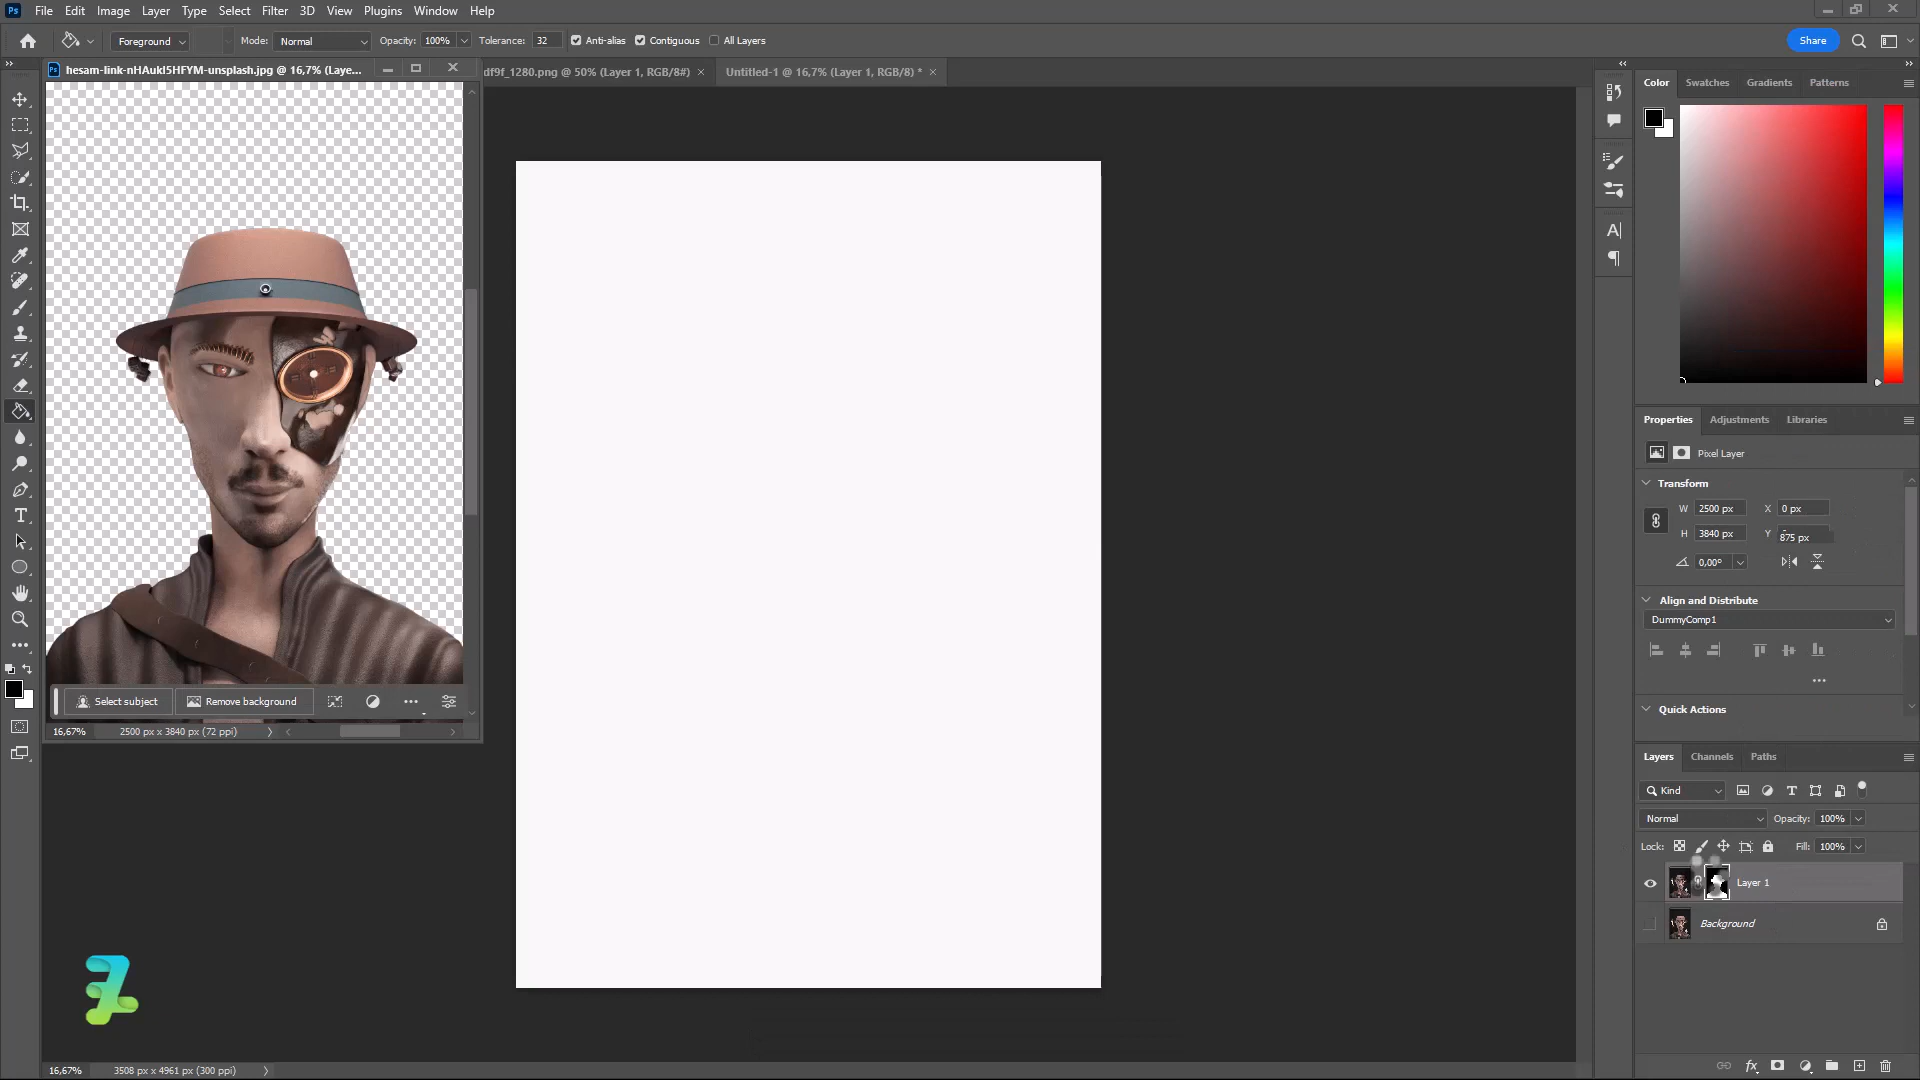 File Edit Image Layer Type Select Filter 3D View Plugins Window Help
Foreground Mode: Normal Opacity: 100% Tolerance: 32 Anti-alias Contiguous All Layers Share
hesam-link-nHAukI5HFYM-unsplash.jpg @ 16,7% (Laye...
df9f_1280.png @ 50% (Layer 1, RGB/8#)
Untitled-1 @ 16,7% (Layer 1, RGB/8) *
Color Swatches Gradients Patterns
Properties Adjustments Libraries
Pixel Layer
Transform
W 2500 px X 0 px
H 3840 px Y 875 px
0,00°
Align and Distribute
DummyComp1
Quick Actions
Select subject Remove background
16,67% 2500 px x 3840 px (72 ppi)
Layers Channels Paths
Kind
Normal Opacity: 100%
Lock: Fill: 100%
Layer 1
Background
16,67% 3508 px x 4961 px (300 ppi)